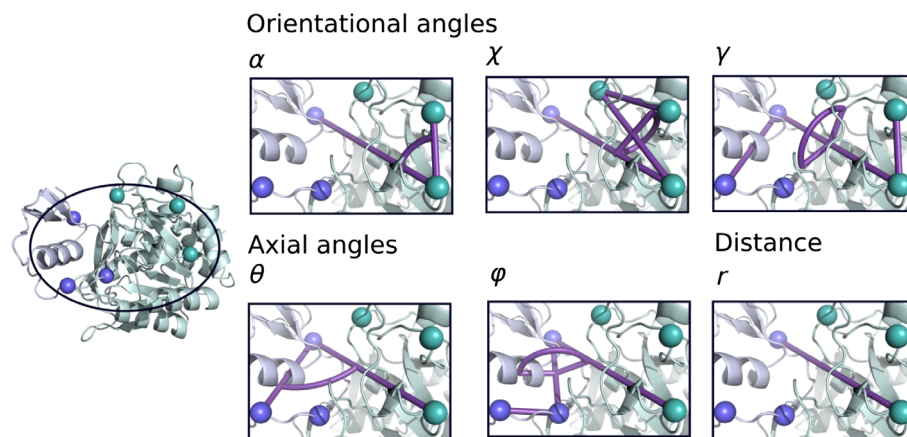 Orientational angles
α
χ
γ
Axial angles
Distance
θ
φ
r